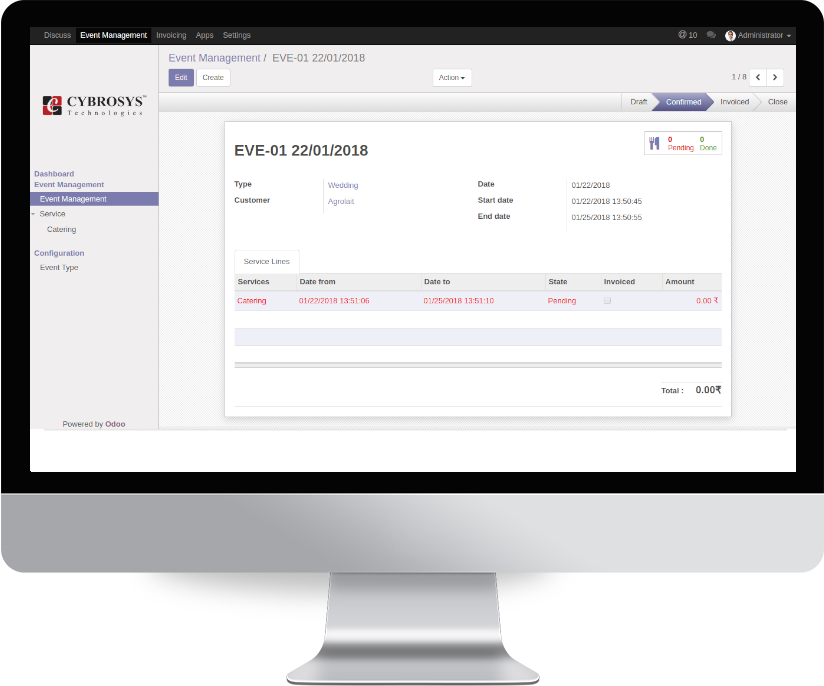 Discuss Event Management Invoicing Apps Settings @ 10 Administrator
Event Management / EVE-01 22/01/2018
Edit Create Action 1 / 8
Draft Confirmed Invoiced Close
CYBROSYS™
Technologies
Dashboard
Event Management
Event Management
Service
Catering
Configuration
Event Type
Powered by Odoo
EVE-01 22/01/2018
0 Pending
0 Done
Type Wedding
Customer Agrolait
Date 01/22/2018
Start date 01/22/2018 13:50:45
End date 01/25/2018 13:50:55
Service Lines
Services Date from Date to State Invoiced Amount
Catering 01/22/2018 13:51:06 01/25/2018 13:51:10 Pending 0.00 ₹
Total : 0.00₹